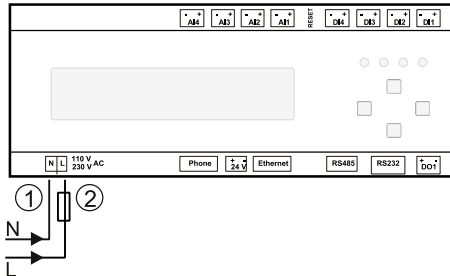 - + - + - + - + RESET - + - + - + - +
AI4 AI3 AI2 AI1 DI4 DI3 DI2 DI1
N L 110 V 230 V AC Phone + - 24 V Ethernet RS485 RS232 + - DO1
1 2
N
L